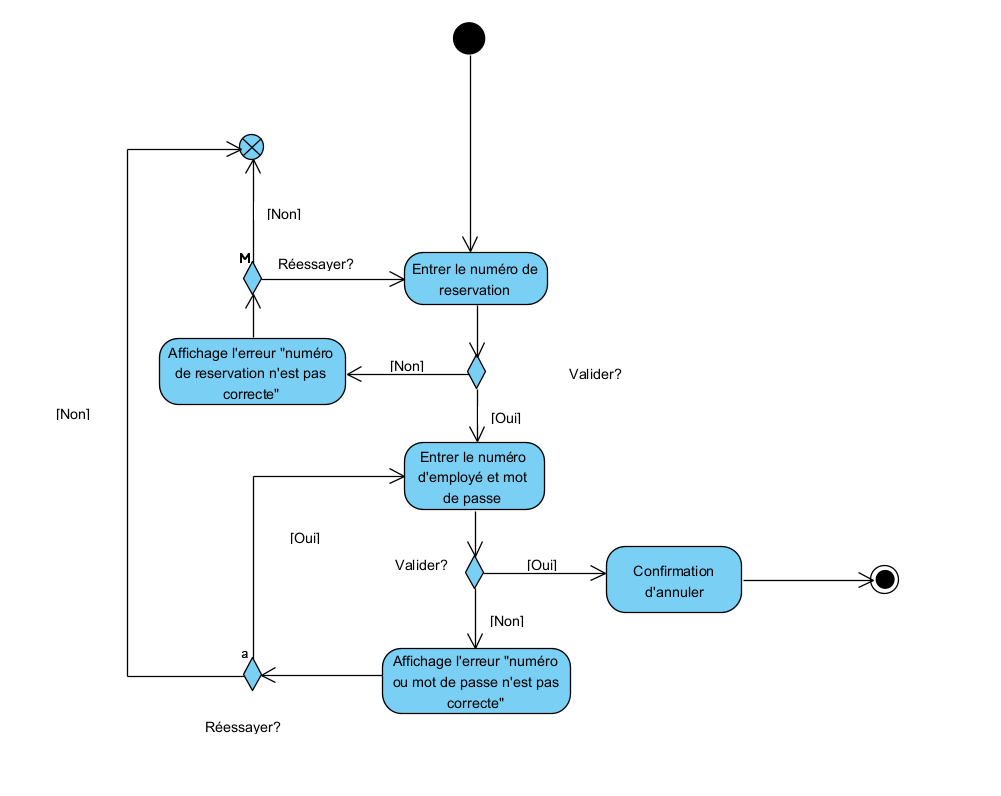 [Non]
M
Réessayer?
Entrer le numéro de
reservation
Affichage l'erreur "numéro
de reservation n'est pas
correcte"
[Non]
Valider?
[Non]
[Oui]
Entrer le numéro
d'employé et mot
de passe
[Oui]
Valider?
[Oui]
Confirmation
d'annuler
[Non]
a
Affichage l'erreur "numéro
ou mot de passe n'est pas
correcte"
Réessayer?